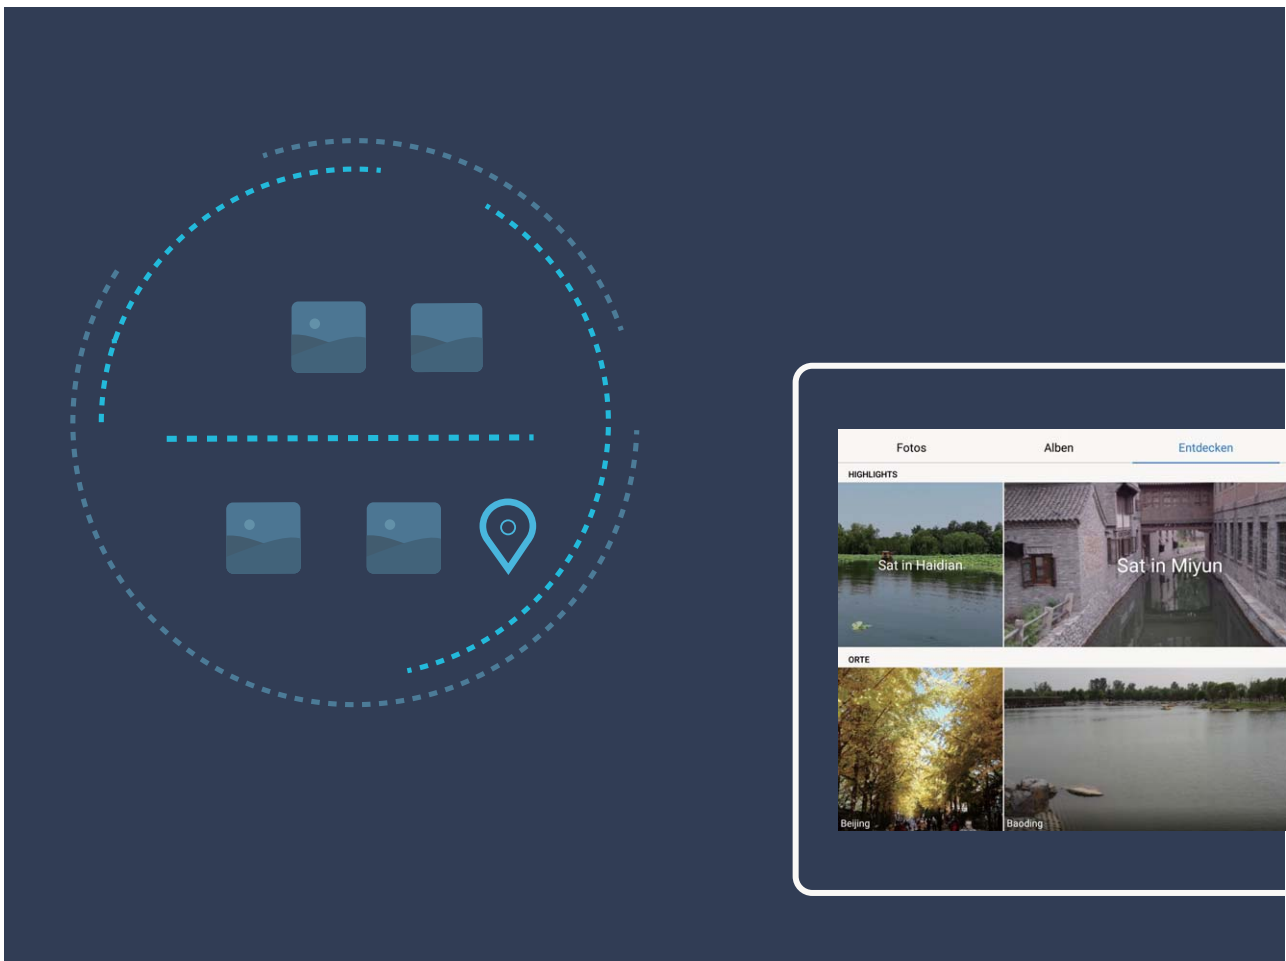 Fotos Alben Entdecken
HIGHLIGHTS
Sat in Haidian Sat in Miyun
ORTE
Beijing Baoding